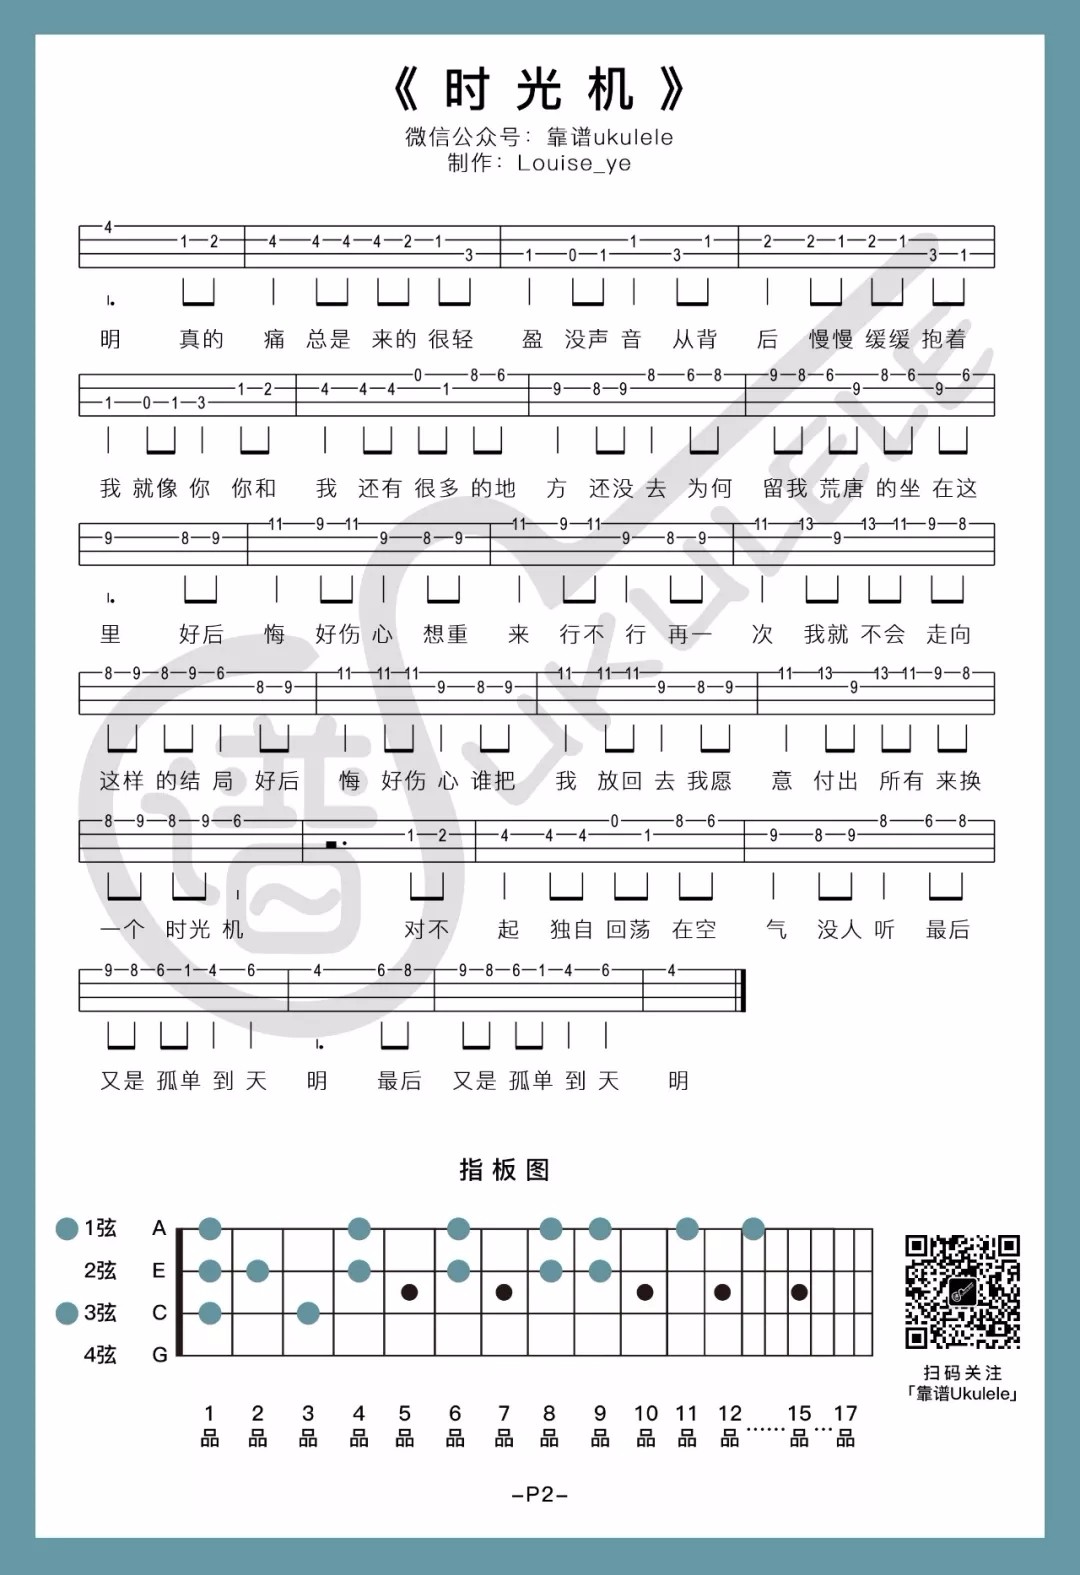 《时光机》
微信公众号：靠谱ukulele
制作：Louise_ye
4 1 2 4 4 4 4 2 1 3 1 0 1 1 3 1 2 2 1 2 1 3 1
明 真的 痛 总是 来的 很轻 盈 没声 音 从背 后 慢慢 缓缓 抱着
1 0 1 3 1 2 4 4 4 0 1 8 6 9 8 9 8 6 8 9 8 6 9 8 6 9 6
我 就像 你 你和 我 还有 很多 的地 方 还没 去 为何 留我 荒唐 的坐 在这
9 8 9 11 9 11 9 8 9 11 9 11 9 8 9 11 13 9 13 11 9 8
里 好后 悔 好伤 心 想重 来 行不 行 再一 次 我就 不会 走向
8 9 8 9 6 8 9 11 11 11 9 8 9 11 11 11 9 8 9 11 13 9 13 11 9 8
这样 的结 局 好后 悔 好伤 心 谁把 我 放回 去 我愿 意 付出 所有 来换
8 9 8 9 6 1 2 4 4 4 0 1 8 6 9 8 9 8 6 8
一个 时光 机 对不 起 独自 回荡 在空 气 没人 听 最后
9 8 6 1 4 6 4 6 8 9 8 6 1 4 6 4
又是 孤单 到 天 明 最后 又是 孤单 到 天 明
谱 UKULELE
指板图
1弦 A
2弦 E
3弦 C
4弦 G
1 2 3 4 5 6 7 8 9 10 11 12 15 17
品 品 品 品 品 品 品 品 品 品 品 品 …… 品 … 品
扫码关注
「靠谱Ukulele」
-P2-